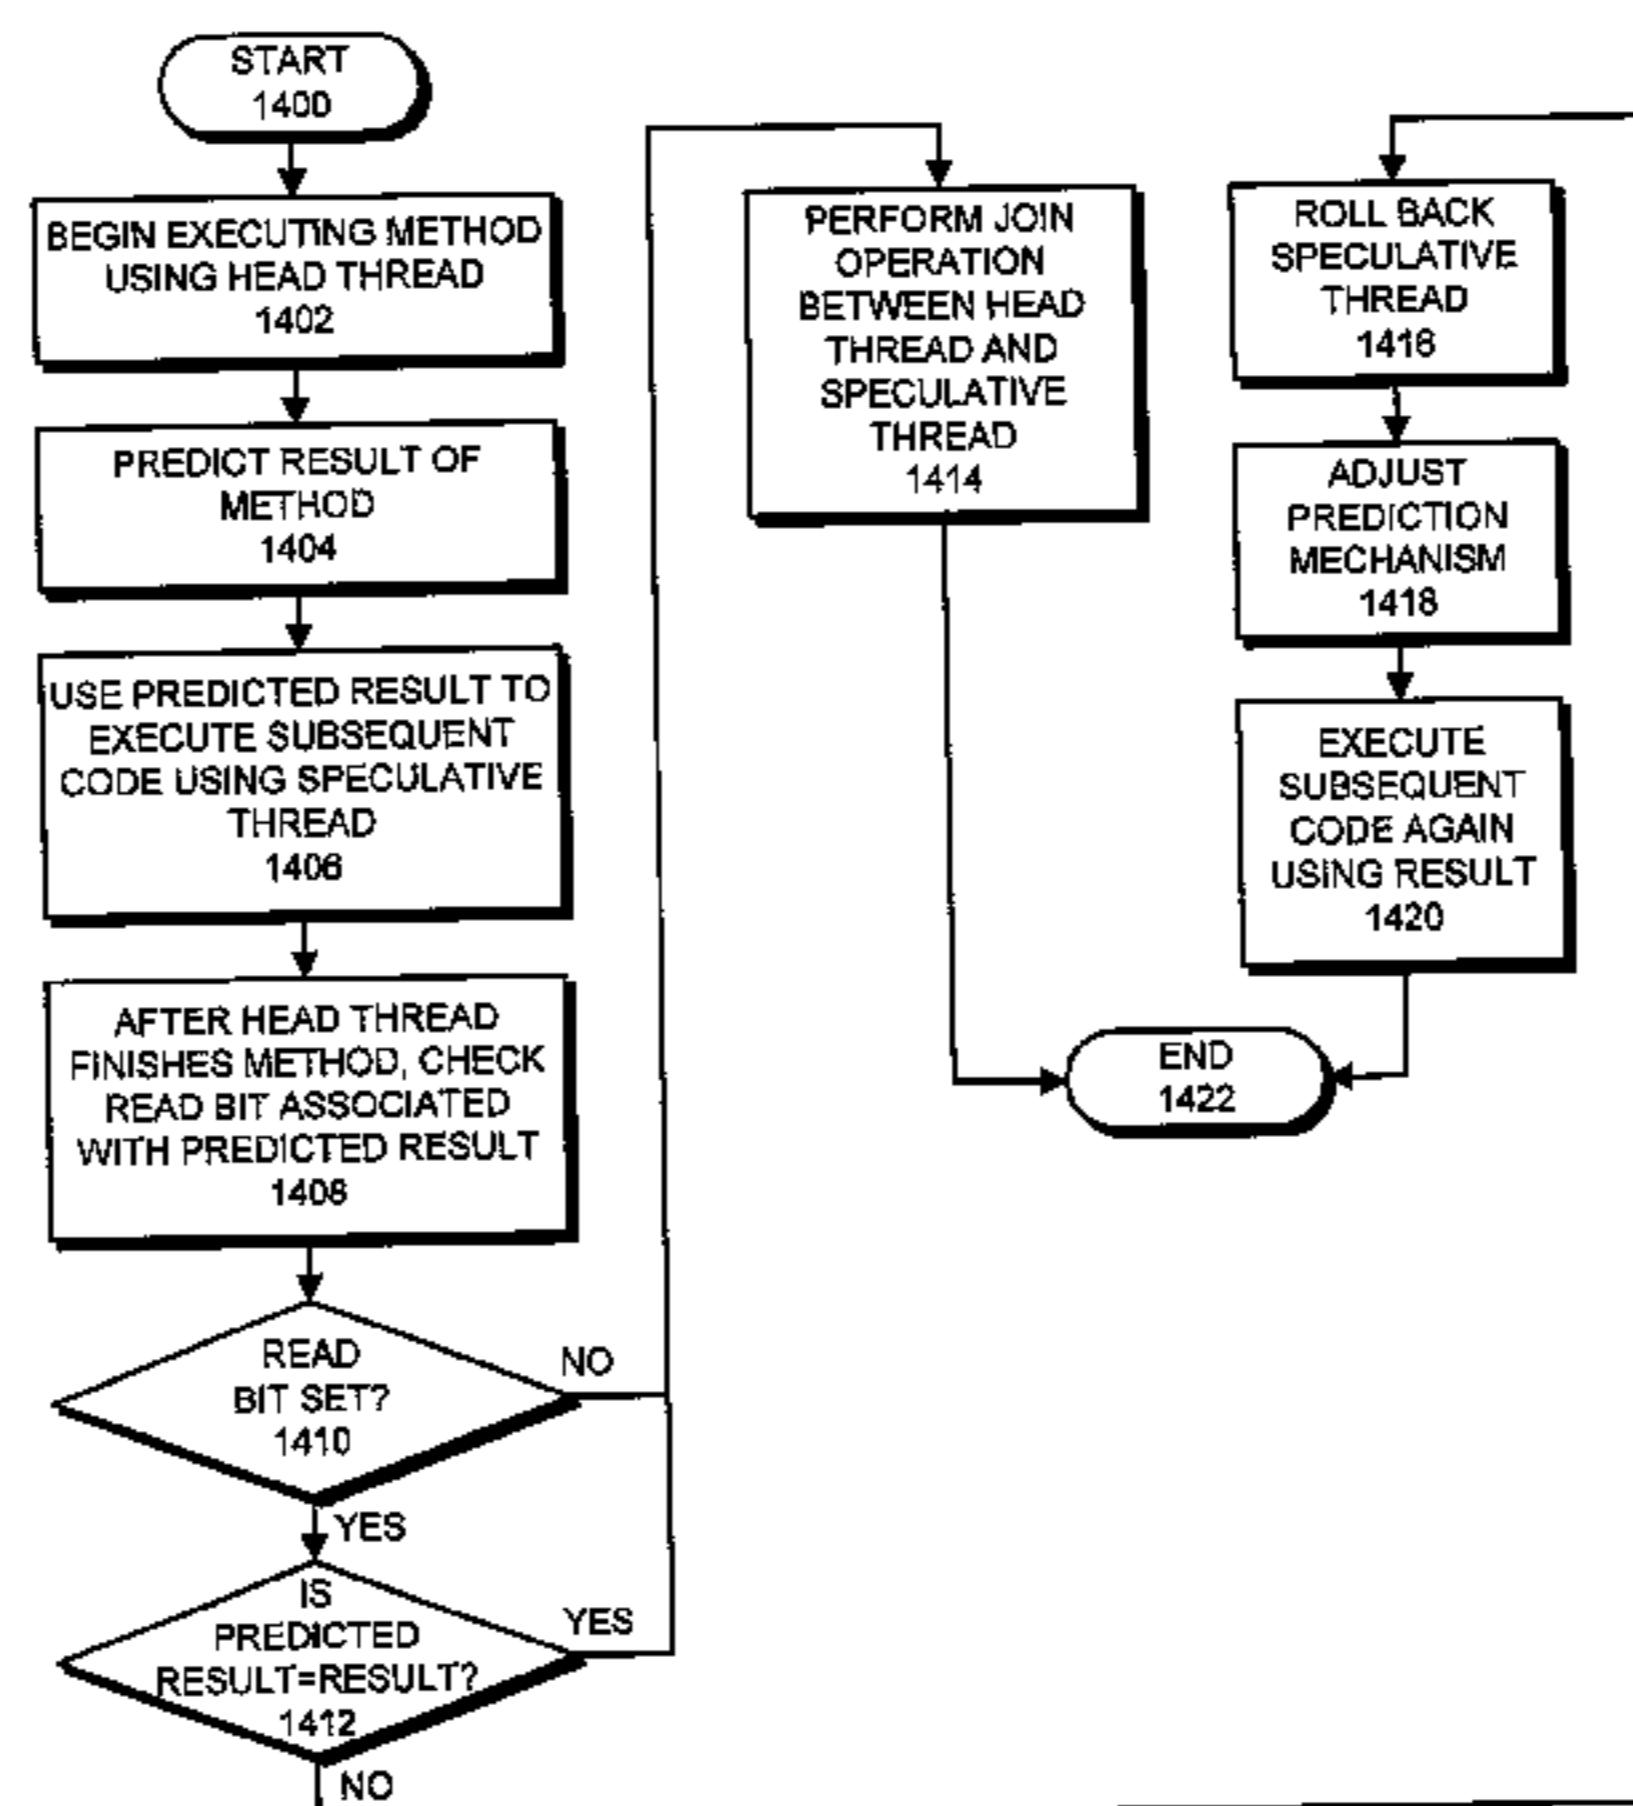 START
1400
BEGIN EXECUTING METHOD
USING HEAD THREAD
1402
PREDICT RESULT OF
METHOD
1404
USE PREDICTED RESULT TO
EXECUTE SUBSEQUENT
CODE USING SPECULATIVE
THREAD
1406
AFTER HEAD THREAD
FINISHES METHOD, CHECK
READ BIT ASSOCIATED
WITH PREDICTED RESULT
1408
READ
BIT SET?
1410
NO
YES
IS
PREDICTED
RESULT=RESULT?
1412
YES
NO
PERFORM JOIN
OPERATION
BETWEEN HEAD
THREAD AND
SPECULATIVE
THREAD
1414
ROLL BACK
SPECULATIVE
THREAD
1416
ADJUST
PREDICTION
MECHANISM
1418
EXECUTE
SUBSEQUENT
CODE AGAIN
USING RESULT
1420
END
1422